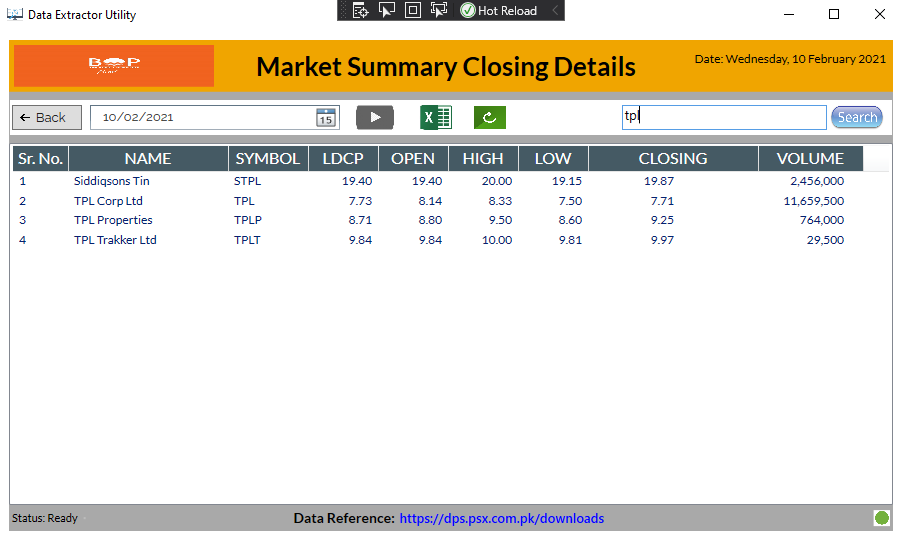 Data Extractor Utility
Hot Reload
BOP
Market Summary Closing Details
Date: Wednesday, 10 February 2021
← Back
10/02/2021
15
X
tpl
Search
Sr. No. NAME SYMBOL LDCP OPEN HIGH LOW CLOSING VOLUME
1 Siddiqsons Tin STPL 19.40 19.40 20.00 19.15 19.87 2,456,000
2 TPL Corp Ltd TPL 7.73 8.14 8.33 7.50 7.71 11,659,500
3 TPL Properties TPLP 8.71 8.80 9.50 8.60 9.25 764,000
4 TPL Trakker Ltd TPLT 9.84 9.84 10.00 9.81 9.97 29,500
Status: Ready
Data Reference: https://dps.psx.com.pk/downloads